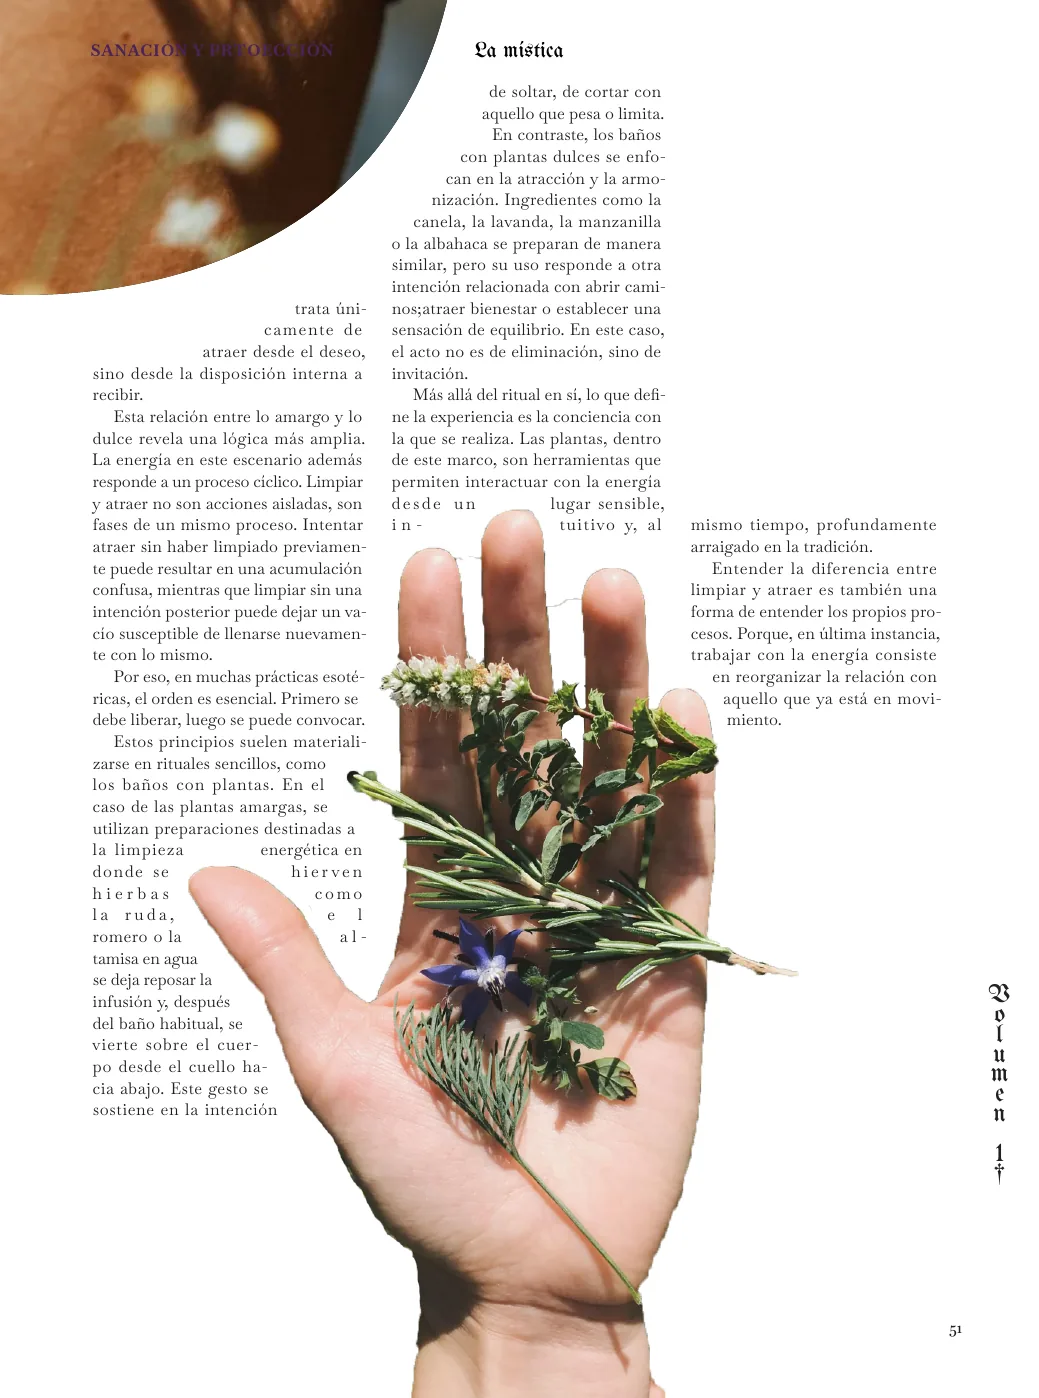 SANACIÓN Y PRYOECCIÓN
La mística
trata úni-
camente de
atraer desde el deseo,
sino desde la disposición interna a
recibir.
Esta relación entre lo amargo y lo
dulce revela una lógica más amplia.
La energía en este escenario además
responde a un proceso cíclico. Limpiar
y atraer no son acciones aisladas, son
fases de un mismo proceso. Intentar
atraer sin haber limpiado previamen-
te puede resultar en una acumulación
confusa, mientras que limpiar sin una
intención posterior puede dejar un va-
cío susceptible de llenarse nuevamen-
te con lo mismo.
Por eso, en muchas prácticas esoté-
ricas, el orden es esencial. Primero se
debe liberar, luego se puede convocar.
Estos principios suelen materiali-
zarse en rituales sencillos, como
los baños con plantas. En el
caso de las plantas amargas, se
utilizan preparaciones destinadas a
la limpieza energética en
donde se hierven
hierbas como
la ruda, el
romero o la al-
tamisa en agua
se deja reposar la
infusión y, después
del baño habitual, se
vierte sobre el cuer-
po desde el cuello ha-
cia abajo. Este gesto se
sostiene en la intención
de soltar, de cortar con
aquello que pesa o limita.
En contraste, los baños
con plantas dulces se enfo-
can en la atracción y la armo-
nización. Ingredientes como la
canela, la lavanda, la manzanilla
o la albahaca se preparan de manera
similar, pero su uso responde a otra
intención relacionada con abrir cami-
nos;atraer bienestar o establecer una
sensación de equilibrio. En este caso,
el acto no es de eliminación, sino de
invitación.
Más allá del ritual en sí, lo que defi-
ne la experiencia es la conciencia con
la que se realiza. Las plantas, dentro
de este marco, son herramientas que
permiten interactuar con la energía
desde un lugar sensible,
in- tuitivo y, al
mismo tiempo, profundamente
arraigado en la tradición.
Entender la diferencia entre
limpiar y atraer es también una
forma de entender los propios pro-
cesos. Porque, en última instancia,
trabajar con la energía consiste
en reorganizar la relación con
aquello que ya está en movi-
miento.
Volumen 1†
51